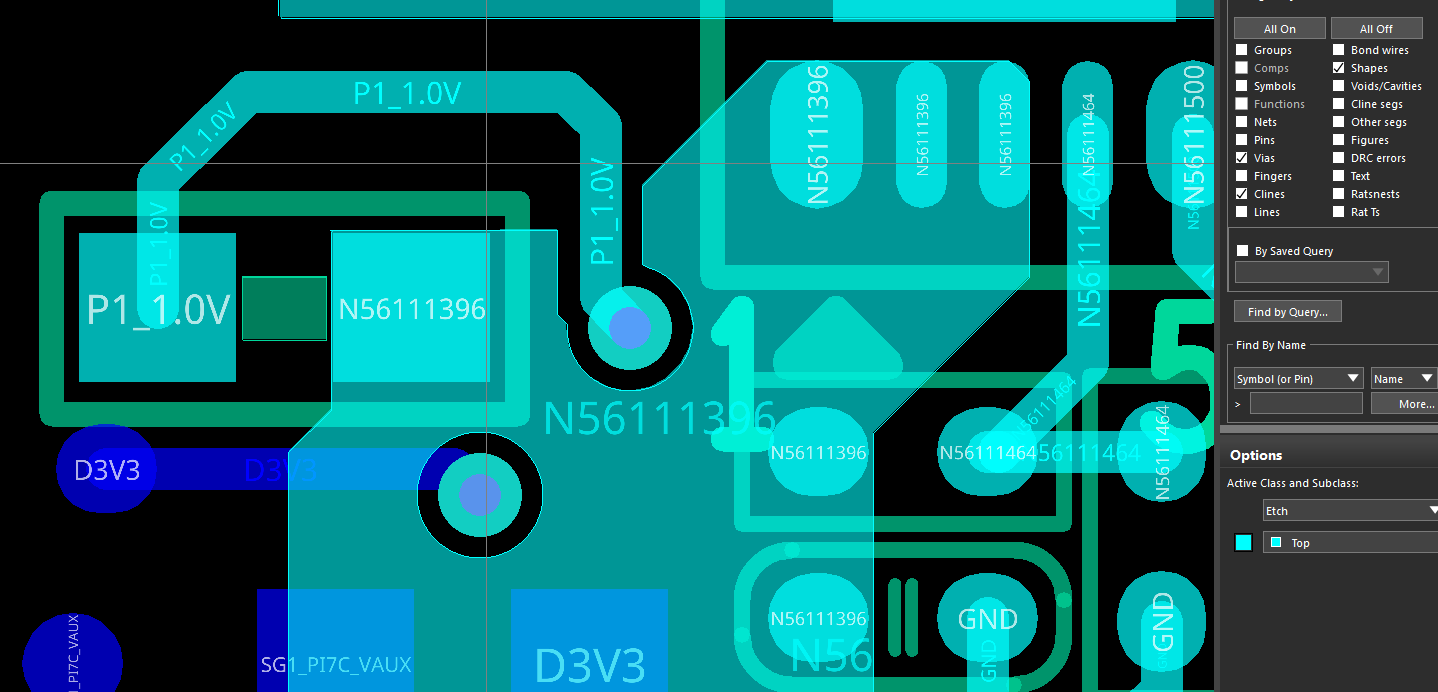 P1_1.0V
P1_1.0V
P1_1.0V
P1_1.0V
P1_1.0V
N56111396
N56111396
N56111396
N56111396
N56111464
N56111464
N56111500
1
5
N56111396
D3V3
D3V3
N56111396
N56111464
56111464
N56111464
N56111464
N56111396
GND
GND
GND
N56
SG1_PI7C_VAUX
D3V3
_PI7C_VAUX
All On
All Off
Groups
Bond wires
Comps
Shapes
Symbols
Voids/Cavities
Functions
Cline segs
Nets
Other segs
Pins
Figures
Vias
DRC errors
Fingers
Text
Clines
Ratsnests
Lines
Rat Ts
By Saved Query
Find by Query...
Find By Name
Symbol (or Pin)
Name
>
More...
Options
Active Class and Subclass:
Etch
Top